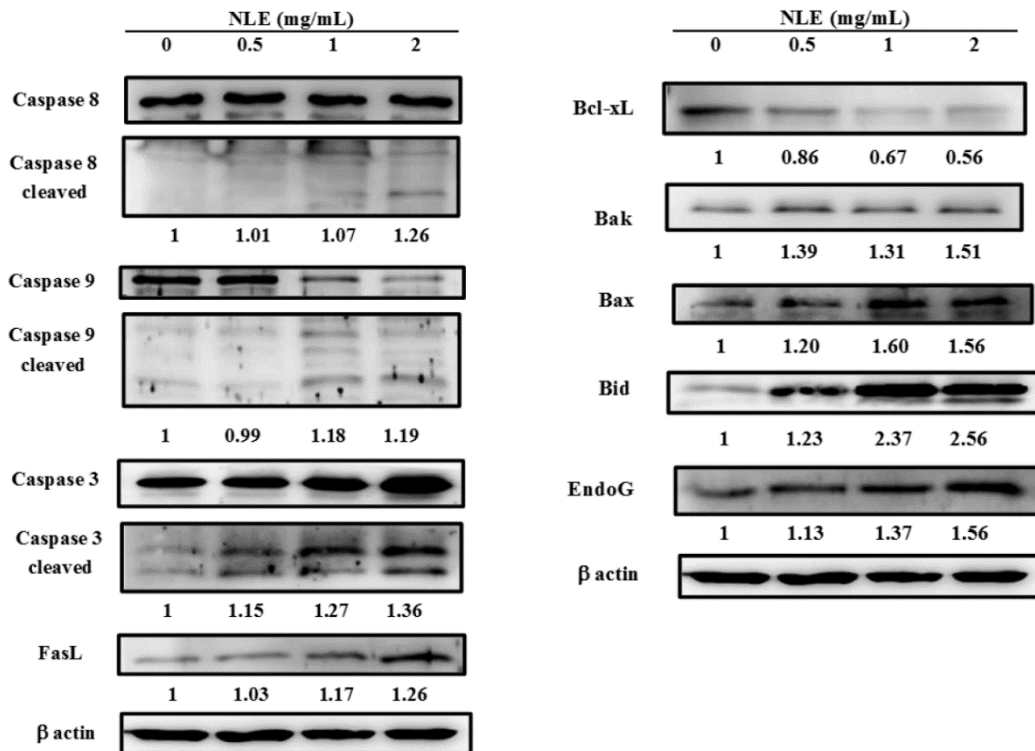 NLE (mg/mL)
0 0.5 1 2
Caspase 8
Caspase 8
cleaved
1 1.01 1.07 1.26
Caspase 9
Caspase 9
cleaved
1 0.99 1.18 1.19
Caspase 3
Caspase 3
cleaved
1 1.15 1.27 1.36
FasL
1 1.03 1.17 1.26
β actin
NLE (mg/mL)
0 0.5 1 2
Bcl-xL
1 0.86 0.67 0.56
Bak
1 1.39 1.31 1.51
Bax
1 1.20 1.60 1.56
Bid
1 1.23 2.37 2.56
EndoG
1 1.13 1.37 1.56
β actin